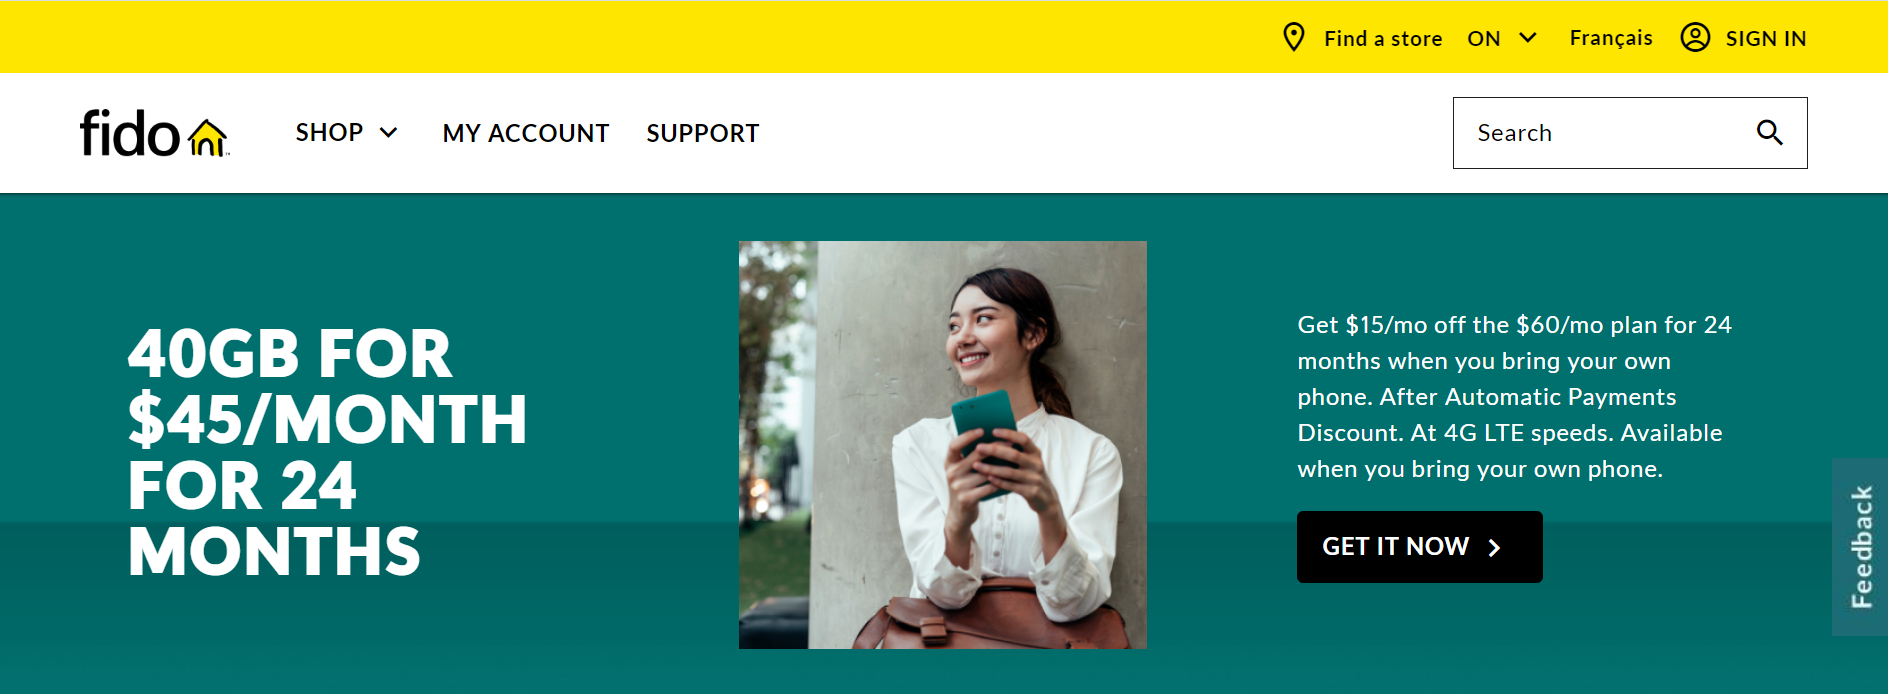 Find a store ON Français SIGN IN
fido SHOP MY ACCOUNT SUPPORT Search
40GB FOR
$45/MONTH
FOR 24
MONTHS
Get $15/mo off the $60/mo plan for 24
months when you bring your own
phone. After Automatic Payments
Discount. At 4G LTE speeds. Available
when you bring your own phone.
GET IT NOW
Feedback